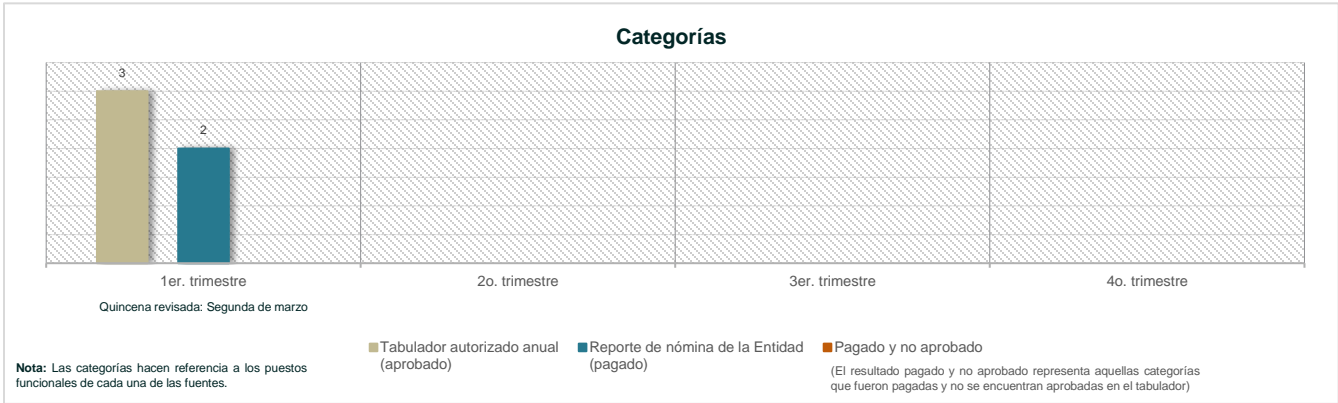 Categorías
3
2
1er. trimestre
2o. trimestre
3er. trimestre
4o. trimestre
Quincena revisada: Segunda de marzo
Tabulador autorizado anual
(aprobado)
Reporte de nómina de la Entidad
(pagado)
Pagado y no aprobado
(El resultado pagado y no aprobado representa aquellas categorías
que fueron pagadas y no se encuentran aprobadas en el tabulador)
Nota: Las categorías hacen referencia a los puestos
funcionales de cada una de las fuentes.